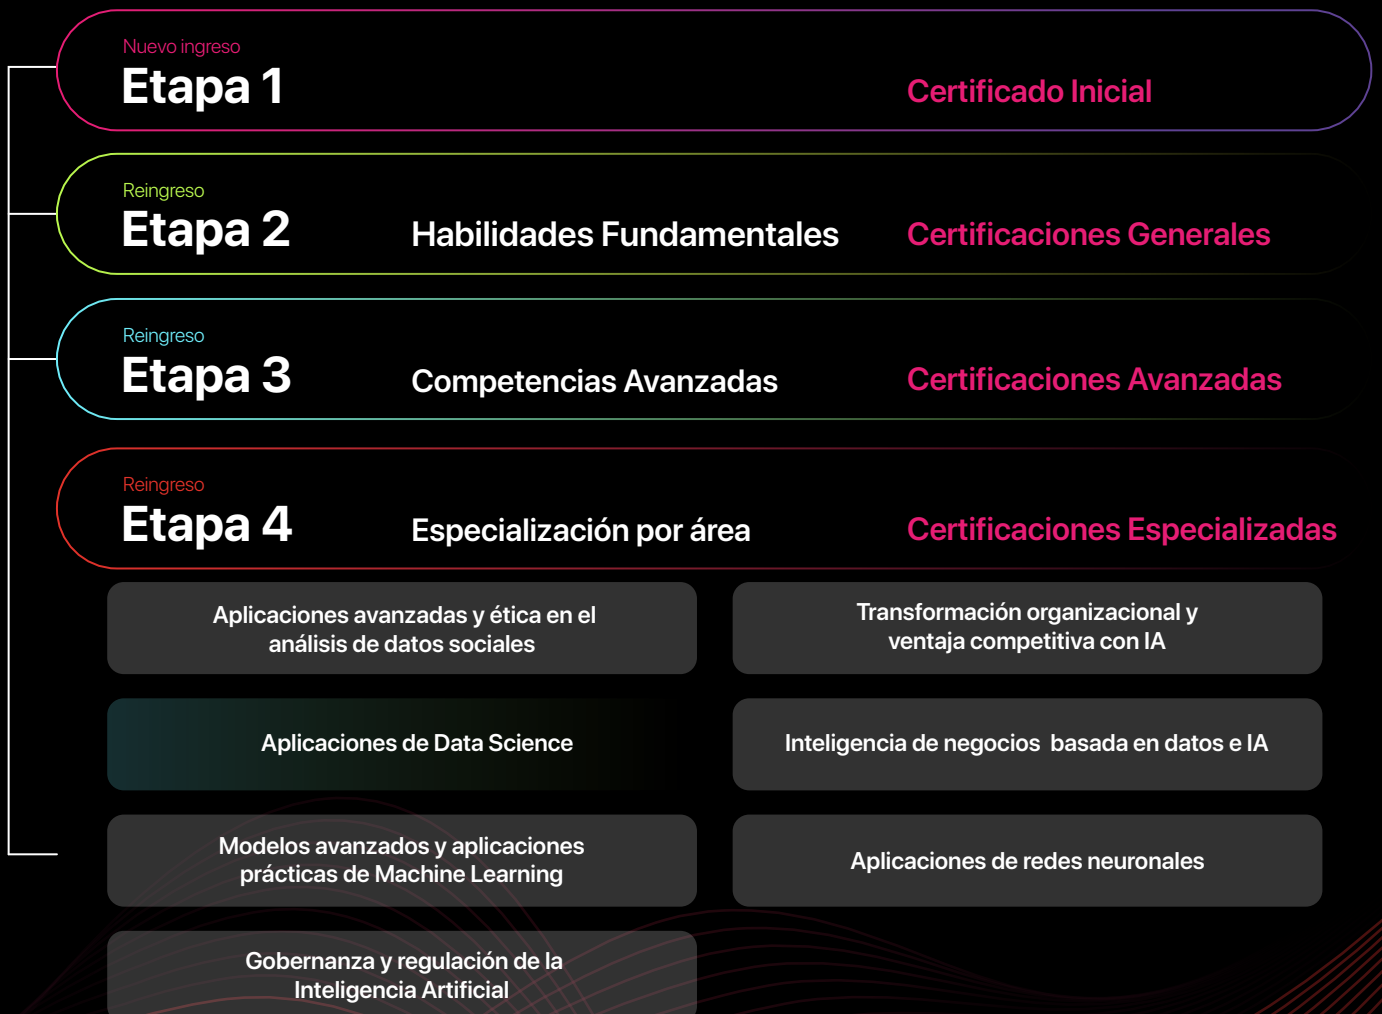 Nuevo ingreso
Etapa 1
Certificado Inicial
Reingreso
Etapa 2
Habilidades Fundamentales
Certificaciones Generales
Reingreso
Etapa 3
Competencias Avanzadas
Certificaciones Avanzadas
Reingreso
Etapa 4
Especialización por área
Certificaciones Especializadas
Aplicaciones avanzadas y ética en el
análisis de datos sociales
Transformación organizacional y
ventaja competitiva con IA
Aplicaciones de Data Science
Inteligencia de negocios basada en datos e IA
Modelos avanzados y aplicaciones
prácticas de Machine Learning
Aplicaciones de redes neuronales
Gobernanza y regulación de la
Inteligencia Artificial